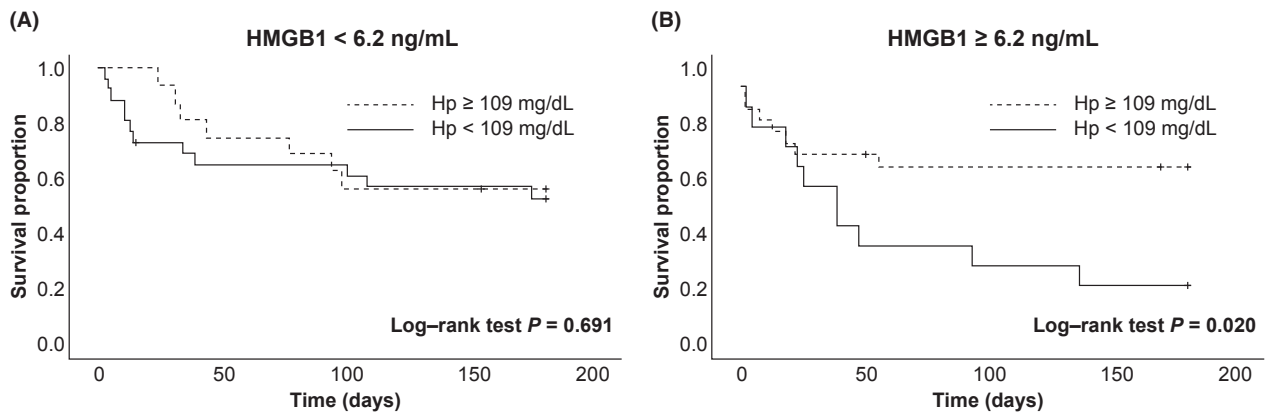 (A)
HMGB1 < 6.2 ng/mL
Survival proportion
1.0
0.8
0.6
0.4
0.2
0.0
Hp ≥ 109 mg/dL
Hp < 109 mg/dL
Log–rank test P = 0.691
0 50 100 150 200
Time (days)
(B)
HMGB1 ≥ 6.2 ng/mL
Survival proportion
1.0
0.8
0.6
0.4
0.2
0.0
Hp ≥ 109 mg/dL
Hp < 109 mg/dL
Log–rank test P = 0.020
0 50 100 150 200
Time (days)